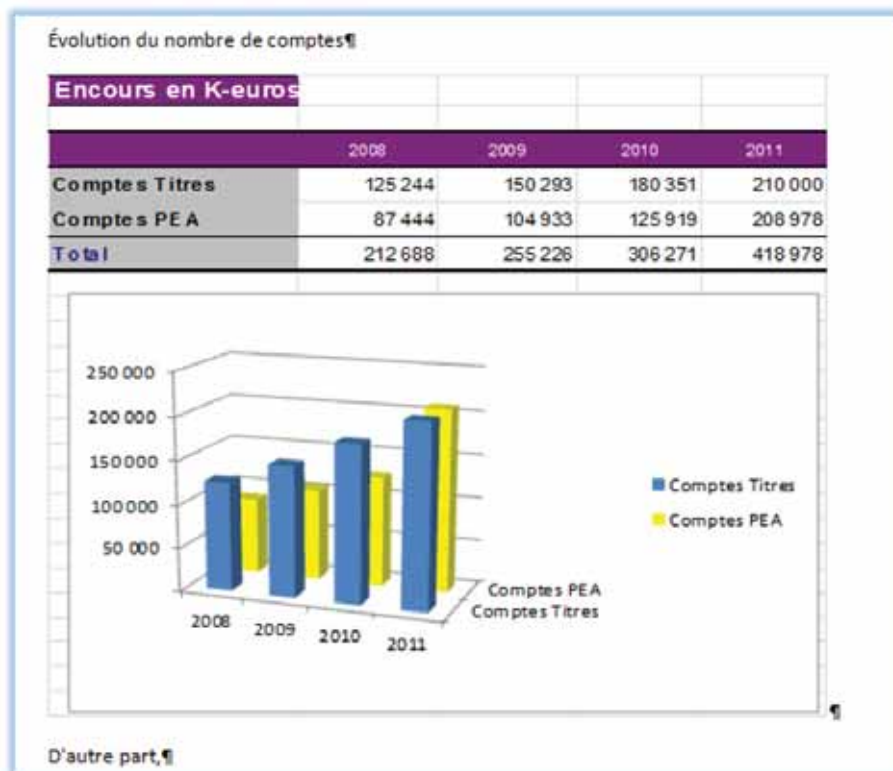 Évolution du nombre de comptes¶
Encours en K-euros
2008 2009 2010 2011
Comptes Titres 125 244 150 293 180 351 210 000
Comptes PEA 87 444 104 933 125 919 208 978
Total 212 688 255 226 306 271 418 978
250 000
200 000
150 000
100 000
50 000
2008 2009 2010 2011
Comptes PEA
Comptes Titres
Comptes Titres
Comptes PEA
¶
D'autre part,¶